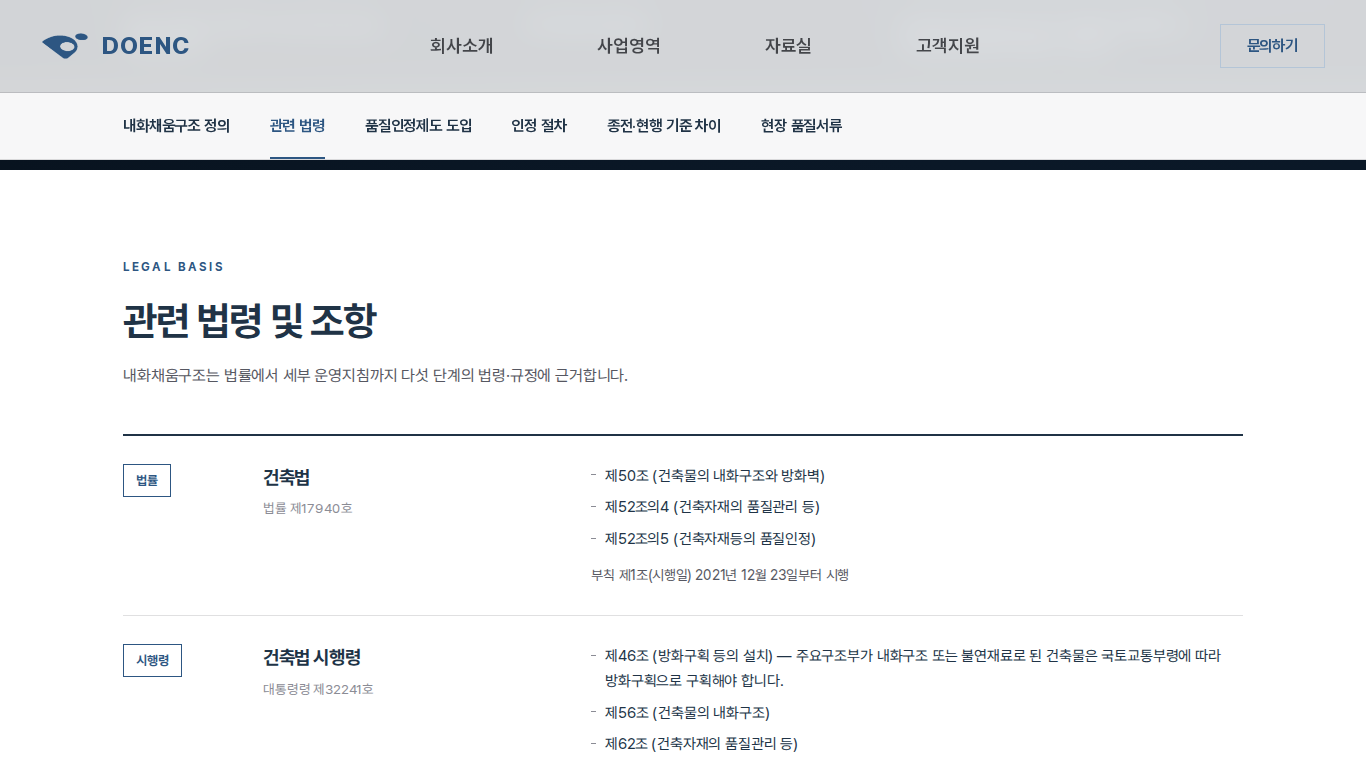 DOENC
회사소개
사업영역
자료실
고객지원
문의하기
내화채움구조 정의
관련 법령
품질인정제도 도입
인정 절차
종전·현행 기준 차이
현장 품질서류
LEGAL BASIS
관련 법령 및 조항
내화채움구조는 법률에서 세부 운영지침까지 다섯 단계의 법령·규정에 근거합니다.
법률
건축법
법률 제17940호
제50조 (건축물의 내화구조와 방화벽)
제52조의4 (건축자재의 품질관리 등)
제52조의5 (건축자재등의 품질인정)
부칙 제1조(시행일) 2021년 12월 23일부터 시행
시행령
건축법 시행령
대통령령 제32241호
제46조 (방화구획 등의 설치) — 주요구조부가 내화구조 또는 불연재료로 된 건축물은 국토교통부령에 따라
방화구획으로 구획해야 합니다.
제56조 (건축물의 내화구조)
제62조 (건축자재의 품질관리 등)